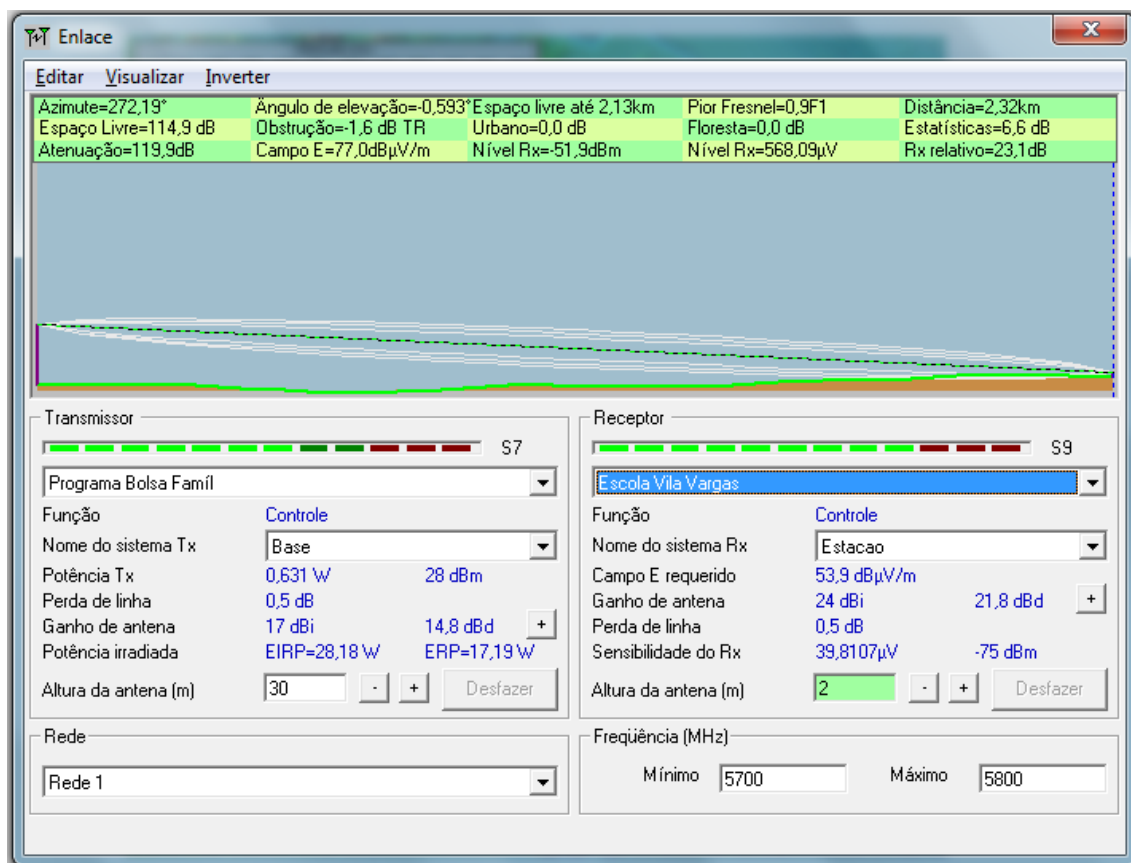 Enlace
Editar Visualizar Inverter
Azimute=272,19° Ângulo de elevação=-0,593° Espaço livre até 2,13km Pior Fresnel=0,9F1 Distância=2,32km
Espaço Livre=114,9 dB Obstrução=-1,6 dB TR Urbano=0,0 dB Floresta=0,0 dB Estatísticas=6,6 dB
Atenuação=119,9dB Campo E=77,0dBµV/m Nível Rx=-51,9dBm Nível Rx=568,09µV Rx relativo=23,1dB
Transmissor
S7
Programa Bolsa Famíl
Função Controle
Nome do sistema Tx Base
Potência Tx 0,631 W 28 dBm
Perda de linha 0,5 dB
Ganho de antena 17 dBi 14,8 dBd +
Potência irradiada EIRP=28,18 W ERP=17,19 W
Altura da antena (m) 30 - + Desfazer
Receptor
S9
Escola Vila Vargas
Função Controle
Nome do sistema Rx Estacao
Campo E requerido 53,9 dBµV/m
Ganho de antena 24 dBi 21,8 dBd +
Perda de linha 0,5 dB
Sensibilidade do Rx 39,8107µV -75 dBm
Altura da antena (m) 2 - + Desfazer
Rede
Rede 1
Freqüência (MHz)
Mínimo 5700 Máximo 5800